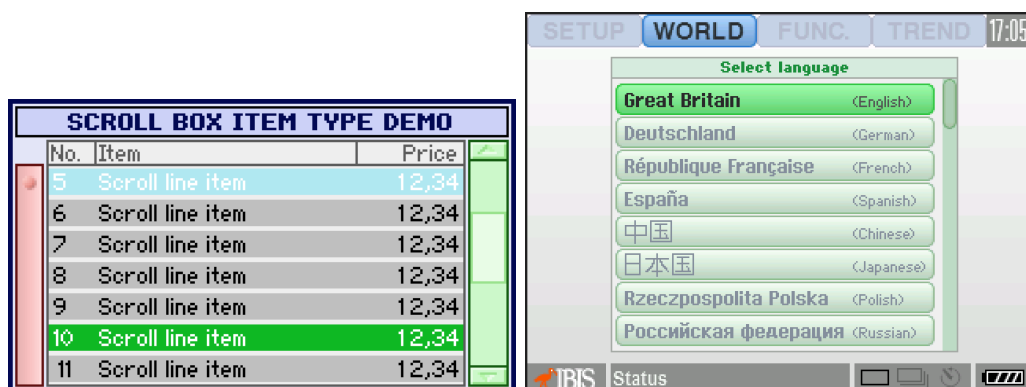 SCROLL BOX ITEM TYPE DEMO
No. Item Price
5 Scroll line item 12,34
6 Scroll line item 12,34
7 Scroll line item 12,34
8 Scroll line item 12,34
9 Scroll line item 12,34
10 Scroll line item 12,34
11 Scroll line item 12,34
SETUP WORLD FUNC. TREND 17:05
Select language
Great Britain (English)
Deutschland (German)
République Française (French)
España (Spanish)
中国 (Chinese)
日本国 (Japanese)
Rzeczpospolita Polska (Polish)
Российская федерация (Russian)
IBIS Status